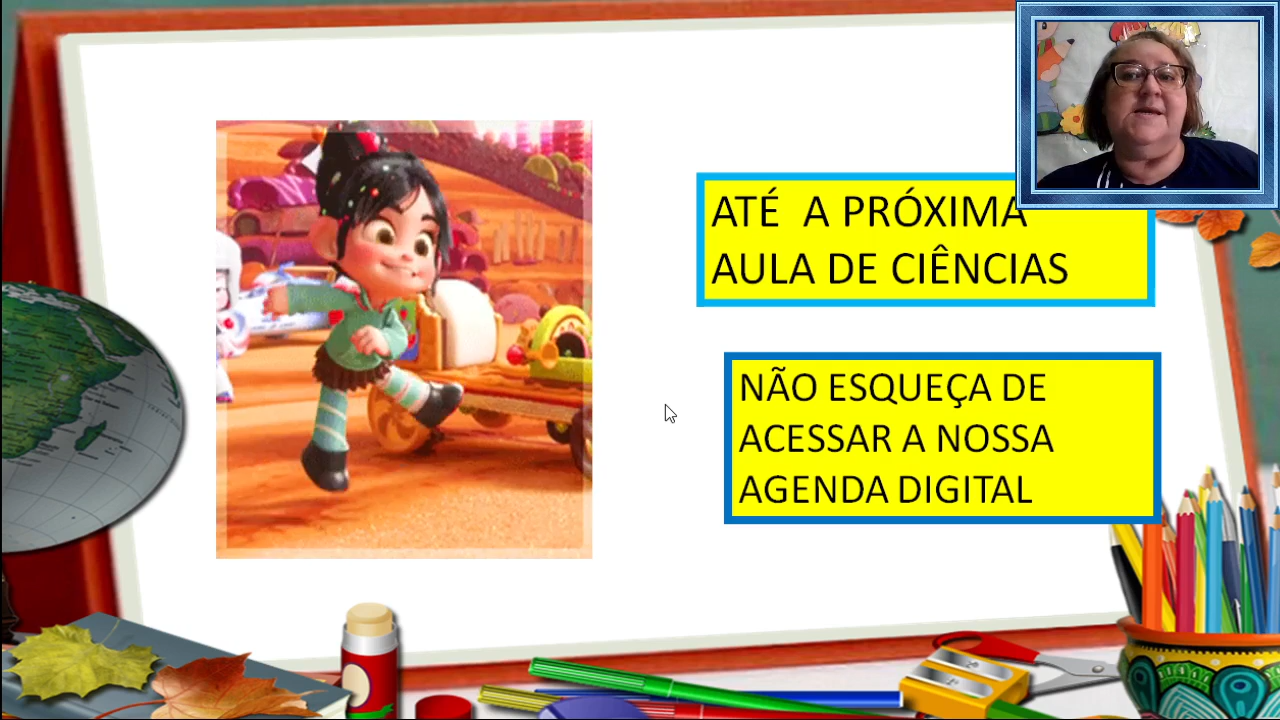 ATÉ A PRÓXIMA
AULA DE CIÊNCIAS
NÃO ESQUEÇA DE
ACESSAR A NOSSA
AGENDA DIGITAL